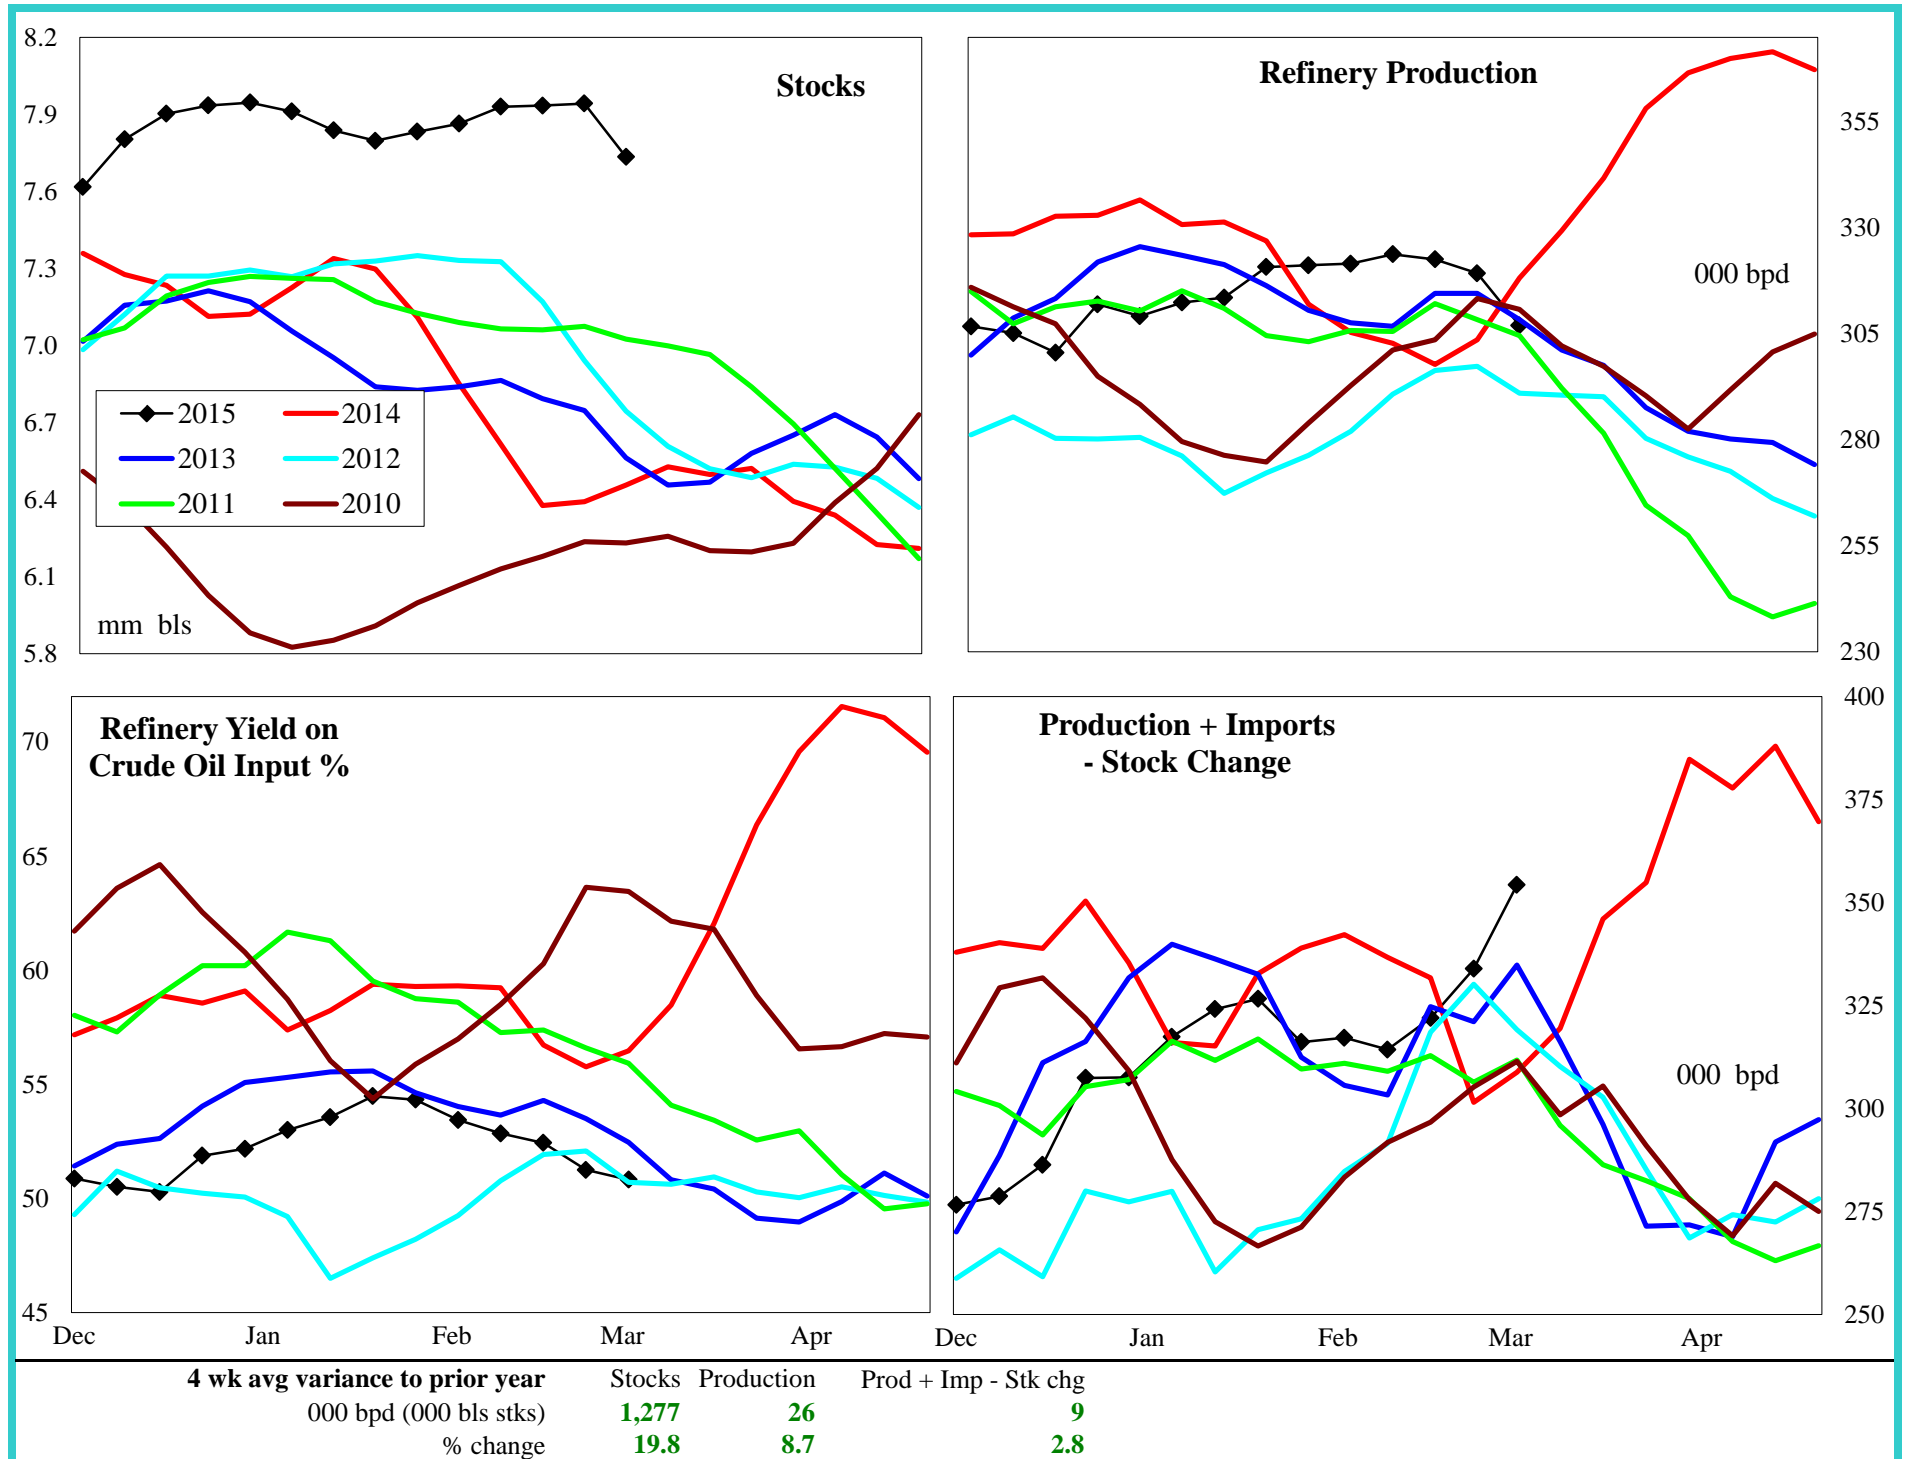 Stocks
8.2
7.9
7.6
7.3
7.0
6.7
6.4
6.1
5.8
2015 2014
2013 2012
2011 2010
mm bls
Refinery Production
000 bpd
355
330
305
280
255
230
Refinery Yield on
Crude Oil Input %
70
65
60
55
50
45
Dec Jan Feb Mar Apr
Production + Imports
- Stock Change
000 bpd
400
375
350
325
300
275
250
Dec Jan Feb Mar Apr
4 wk avg variance to prior year Stocks Production Prod + Imp - Stk chg
000 bpd (000 bls stks) 1,277 26 9
% change 19.8 8.7 2.8